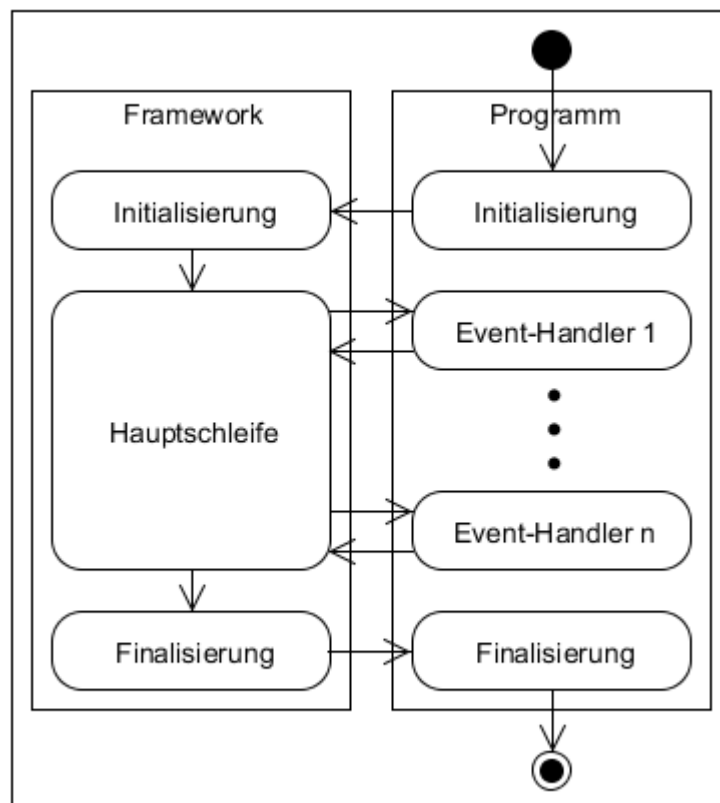 Framework
Programm
Initialisierung
Initialisierung
Hauptschleife
Event-Handler 1
Event-Handler n
Finalisierung
Finalisierung